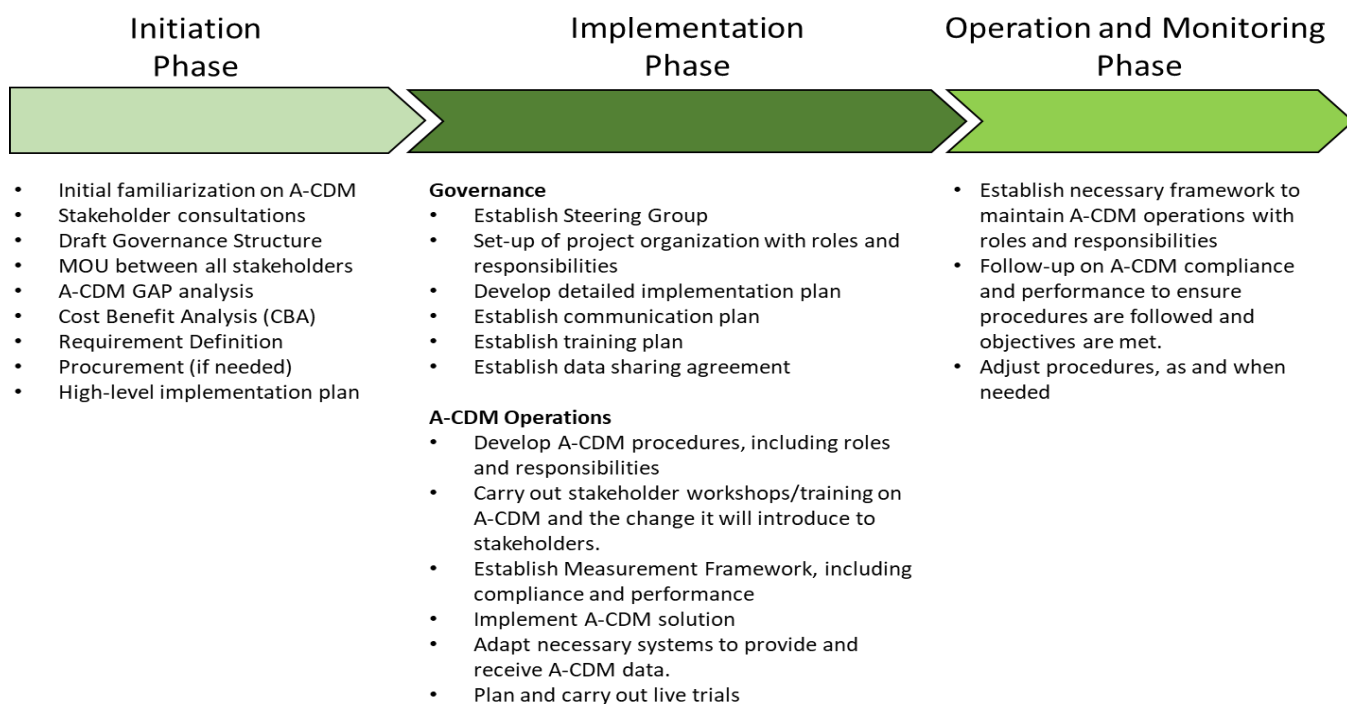 Initiation
Phase
Implementation
Phase
Operation and Monitoring
Phase
• Initial familiarization on A-CDM
• Stakeholder consultations
• Draft Governance Structure
• MOU between all stakeholders
• A-CDM GAP analysis
• Cost Benefit Analysis (CBA)
• Requirement Definition
• Procurement (if needed)
• High-level implementation plan
Governance
• Establish Steering Group
• Set-up of project organization with roles and
responsibilities
• Develop detailed implementation plan
• Establish communication plan
• Establish training plan
• Establish data sharing agreement
A-CDM Operations
• Develop A-CDM procedures, including roles
and responsibilities
• Carry out stakeholder workshops/training on
A-CDM and the change it will introduce to
stakeholders.
• Establish Measurement Framework, including
compliance and performance
• Implement A-CDM solution
• Adapt necessary systems to provide and
receive A-CDM data.
• Plan and carry out live trials
• Establish necessary framework to
maintain A-CDM operations with
roles and responsibilities
• Follow-up on A-CDM compliance
and performance to ensure
procedures are followed and
objectives are met.
• Adjust procedures, as and when
needed